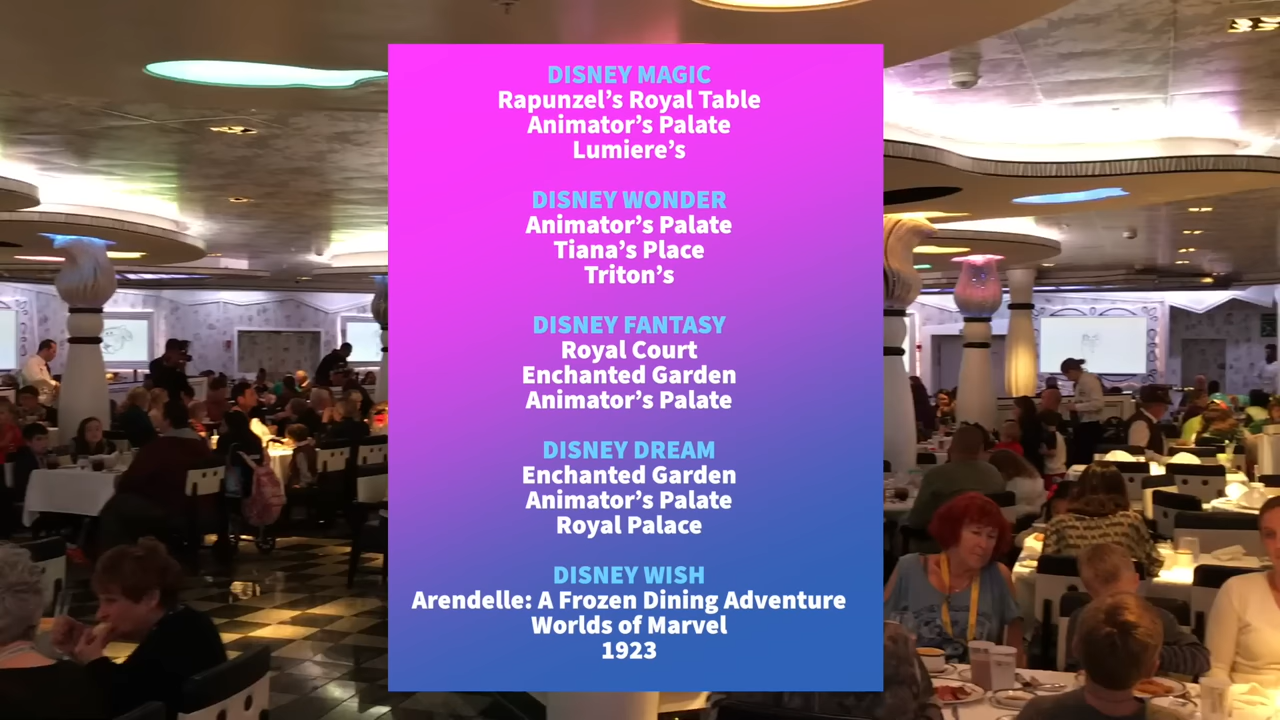 DISNEY MAGIC
Rapunzel’s Royal Table
Animator’s Palate
Lumiere’s
DISNEY WONDER
Animator’s Palate
Tiana’s Place
Triton’s
DISNEY FANTASY
Royal Court
Enchanted Garden
Animator’s Palate
DISNEY DREAM
Enchanted Garden
Animator’s Palate
Royal Palace
DISNEY WISH
Arendelle: A Frozen Dining Adventure
Worlds of Marvel
1923